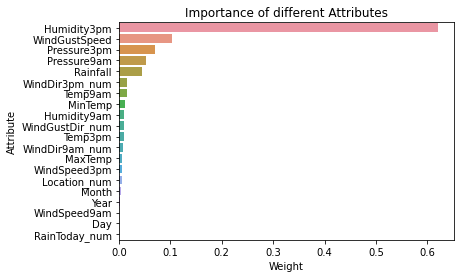 Importance of different Attributes
Humidity3pm
WindGustSpeed
Pressure3pm
Pressure9am
Rainfall
WindDir3pm_num
Temp9am
MinTemp
Humidity9am
WindGustDir_num
Temp3pm
WindDir9am_num
MaxTemp
WindSpeed3pm
Location_num
Month
Year
WindSpeed9am
Day
RainToday_num
Attribute
0.0 0.1 0.2 0.3 0.4 0.5 0.6
Weight